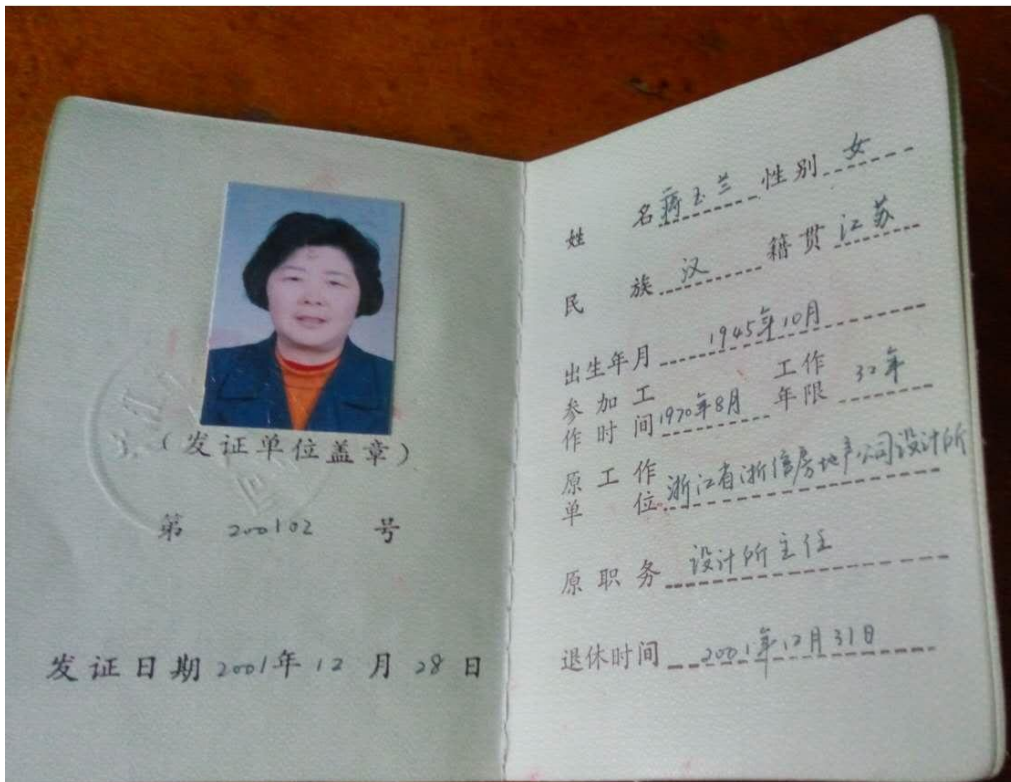 (发证单位盖章)
第 200102 号
发证日期 2001年 12 月 28 日
姓 名 蒋玉兰 性别 女
民 族 汉 籍贯 江苏
出生年月 1945年10月
参加工 工作
作时间 1970年8月 年限 32年
原工作
单 位 浙江省浙信房地产公司设计所
原职务 设计所主任
退休时间 2001年12月31日